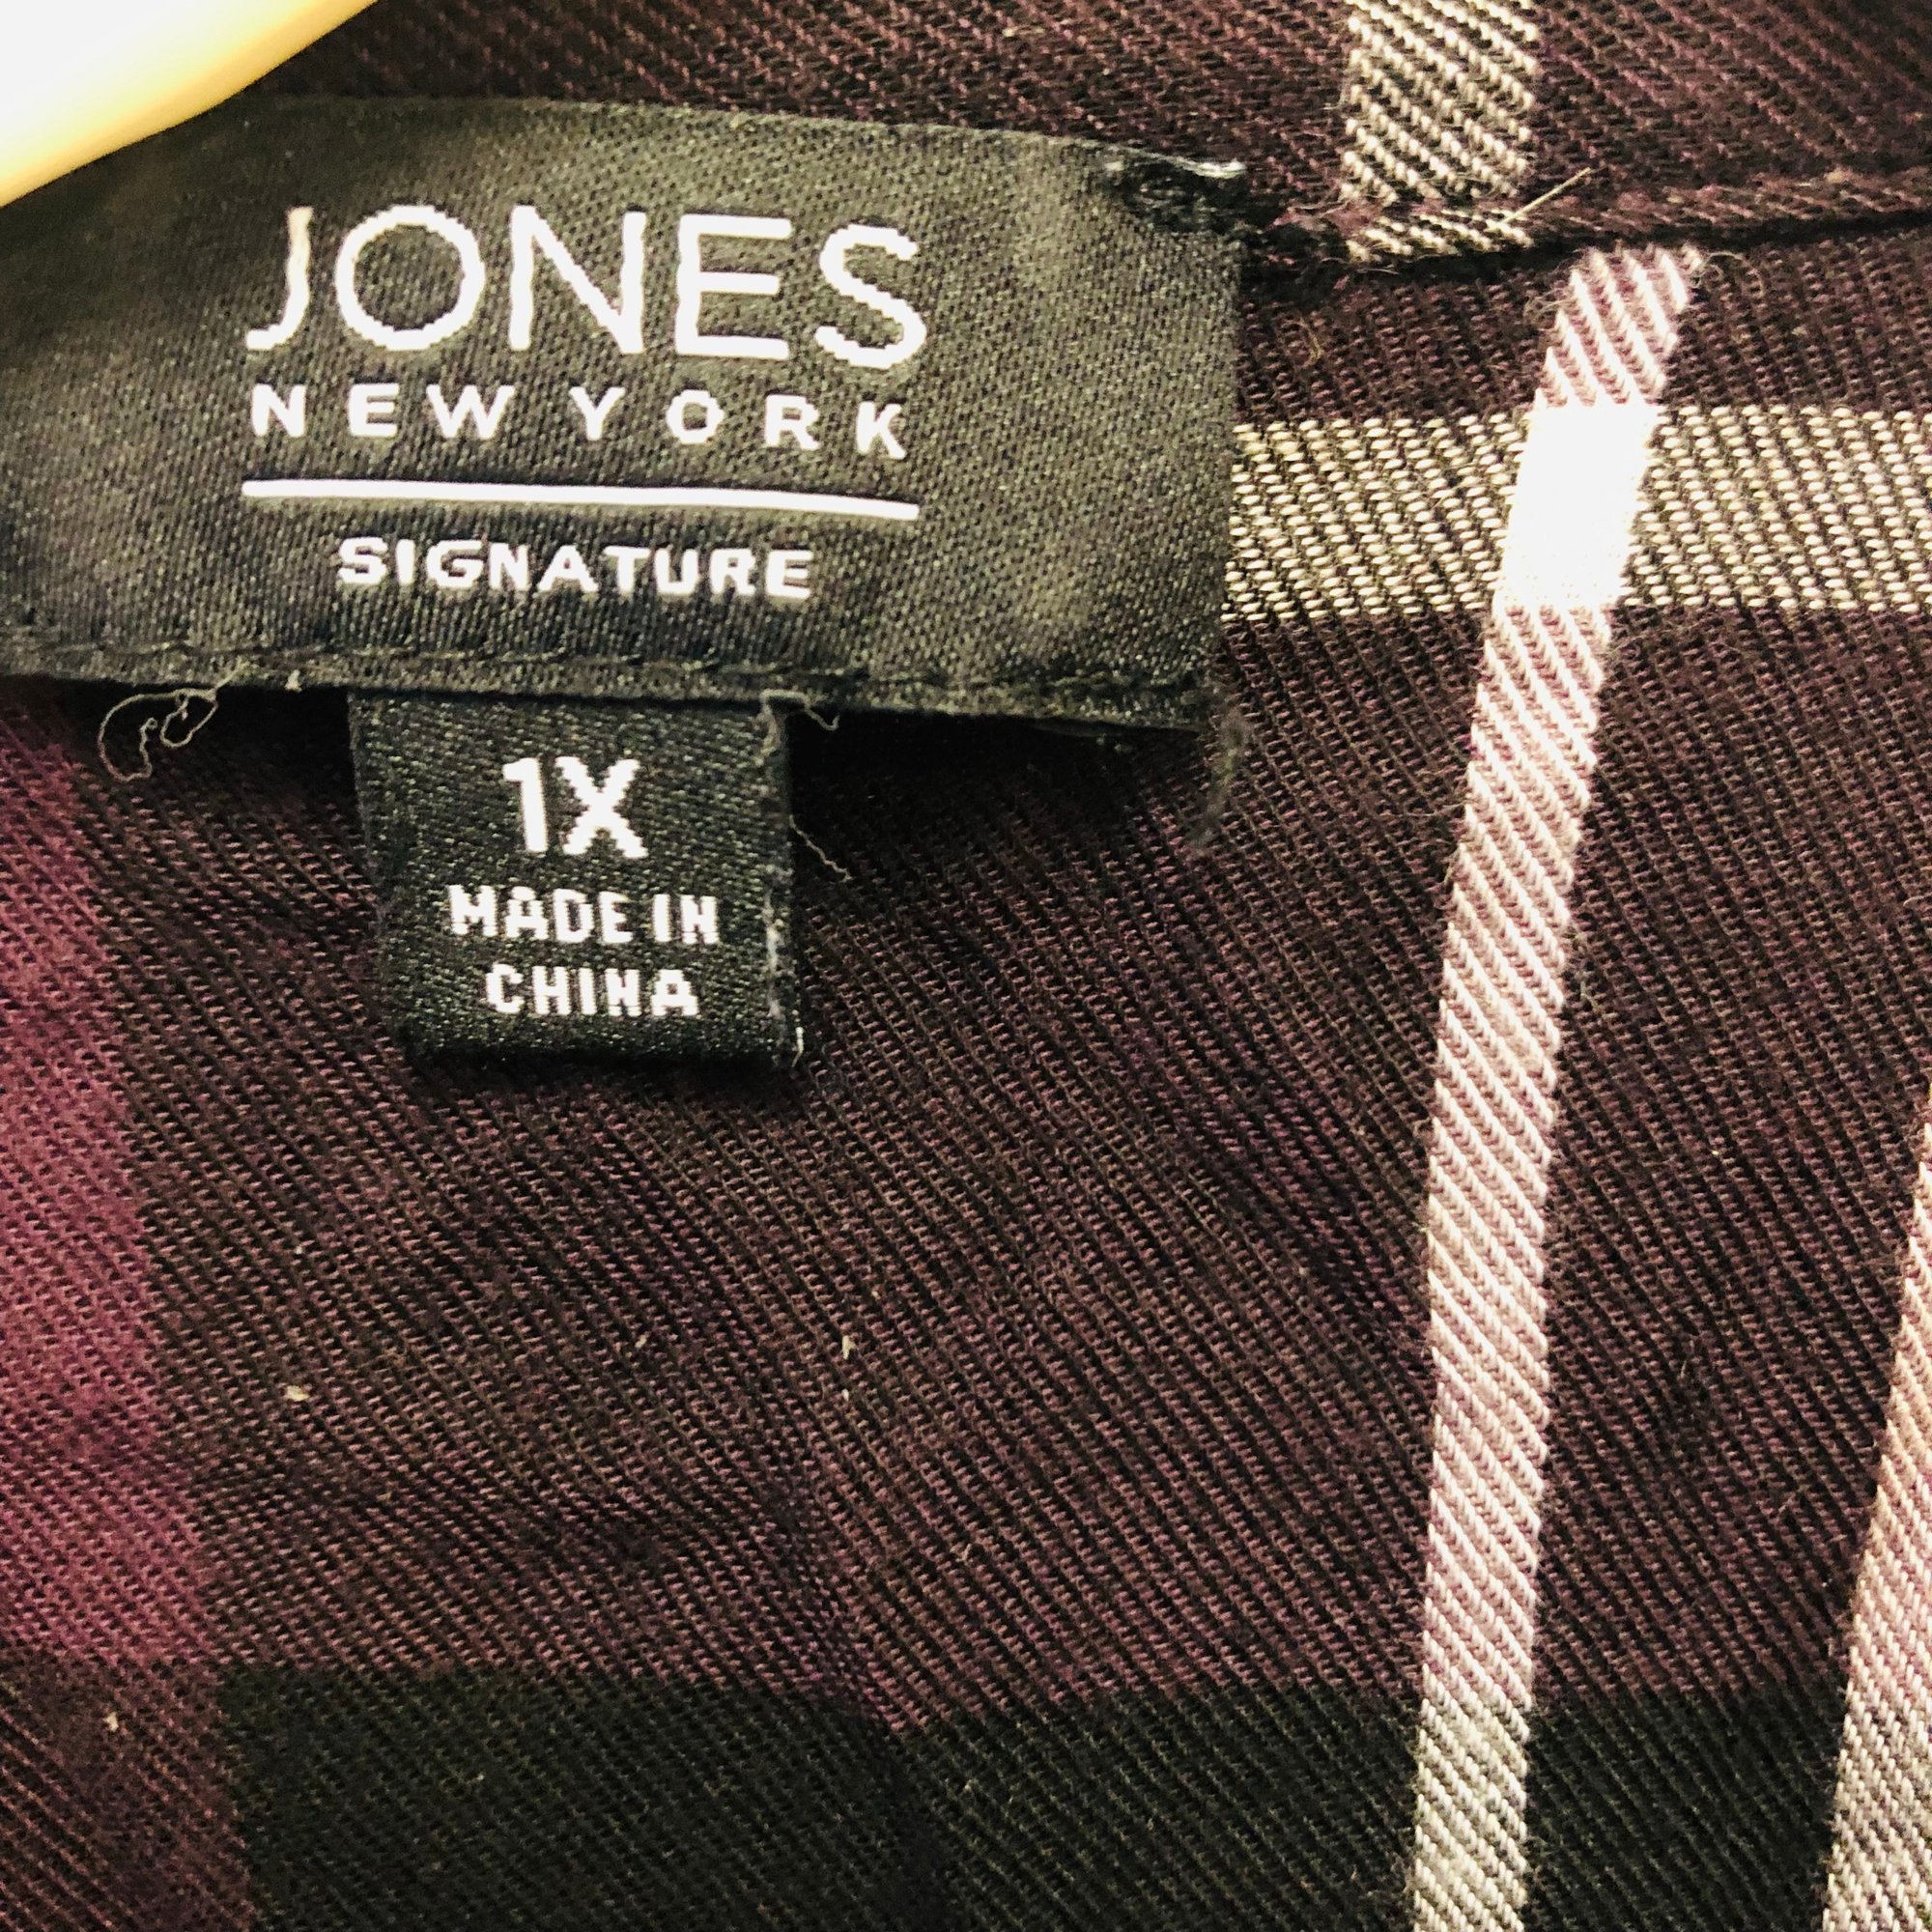 JONES
NEW YORK
SIGNATURE
1X
MADE IN
CHINA